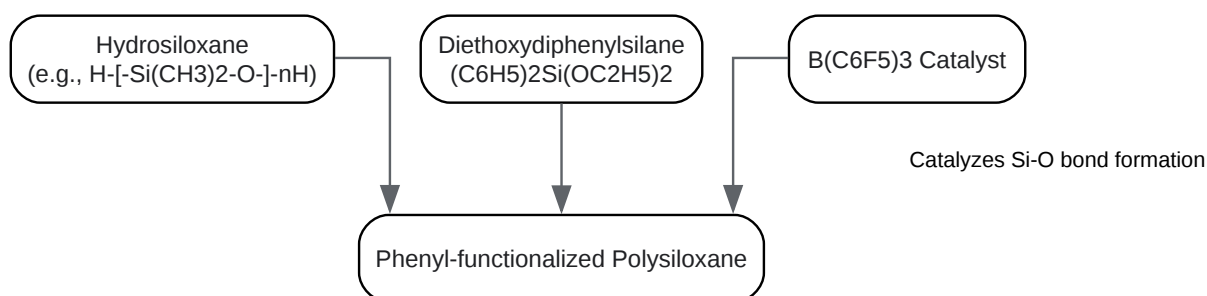 Hydrosiloxane
(e.g., H-[-Si(CH3)2-O-]-nH)
Diethoxydiphenylsilane
(C6H5)2Si(OC2H5)2
B(C6F5)3 Catalyst
Catalyzes Si-O bond formation
Phenyl-functionalized Polysiloxane